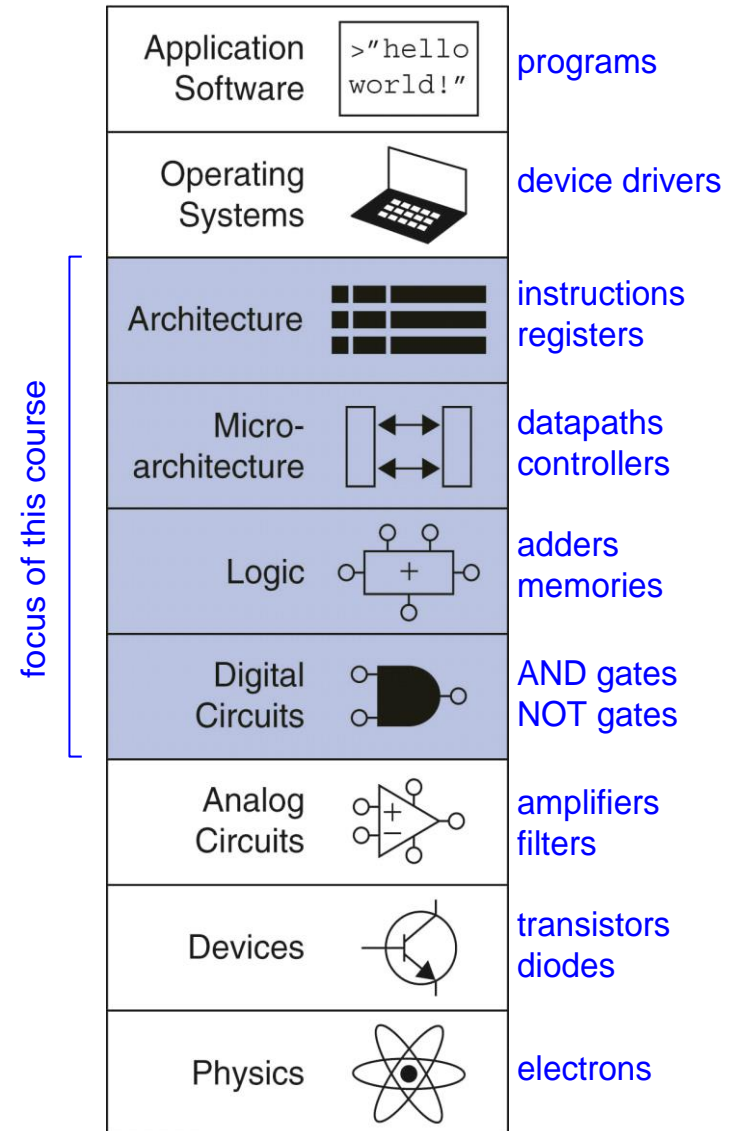 Application
Software
>"hello
world!"
programs
Operating
Systems
device drivers
focus of this course
Architecture
instructions
registers
Micro-
architecture
datapaths
controllers
Logic
+
adders
memories
Digital
Circuits
AND gates
NOT gates
Analog
Circuits
+
−
amplifiers
filters
Devices
transistors
diodes
Physics
electrons